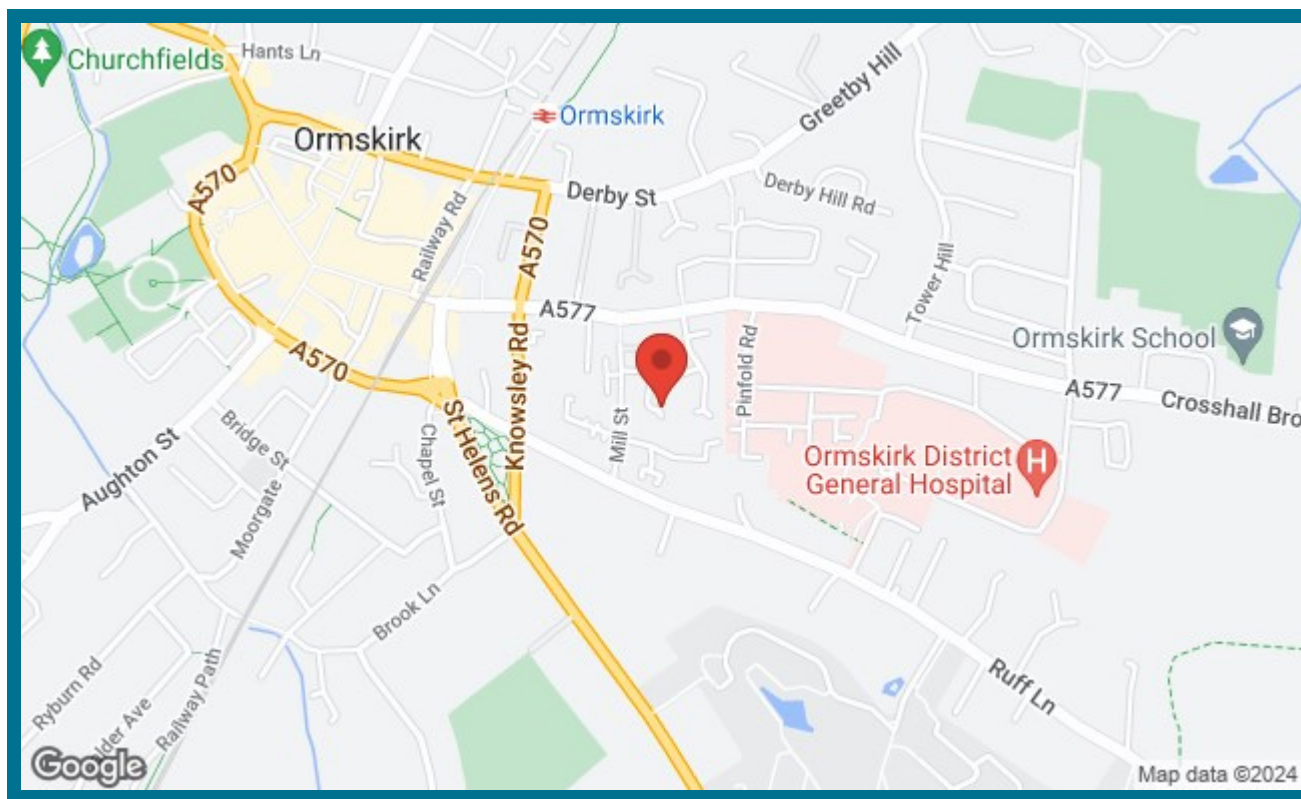 Churchfields
Hants Ln
Ormskirk
Ormskirk
Greetby Hill
A570
Railway Rd
Derby St
Derby Hill Rd
A570
Tower Hill
A577
Ormskirk School
A570
Knowsley Rd
Pinfold Rd
A577
Crosshall Bro
Aughton St
Bridge St
Chapel St
St Helens Rd
Mill St
Ormskirk District
General Hospital
H
Moorgate
Brook Ln
Ruff Ln
Ryburn Rd
Railway Path
lder Ave
Google
Map data ©2024